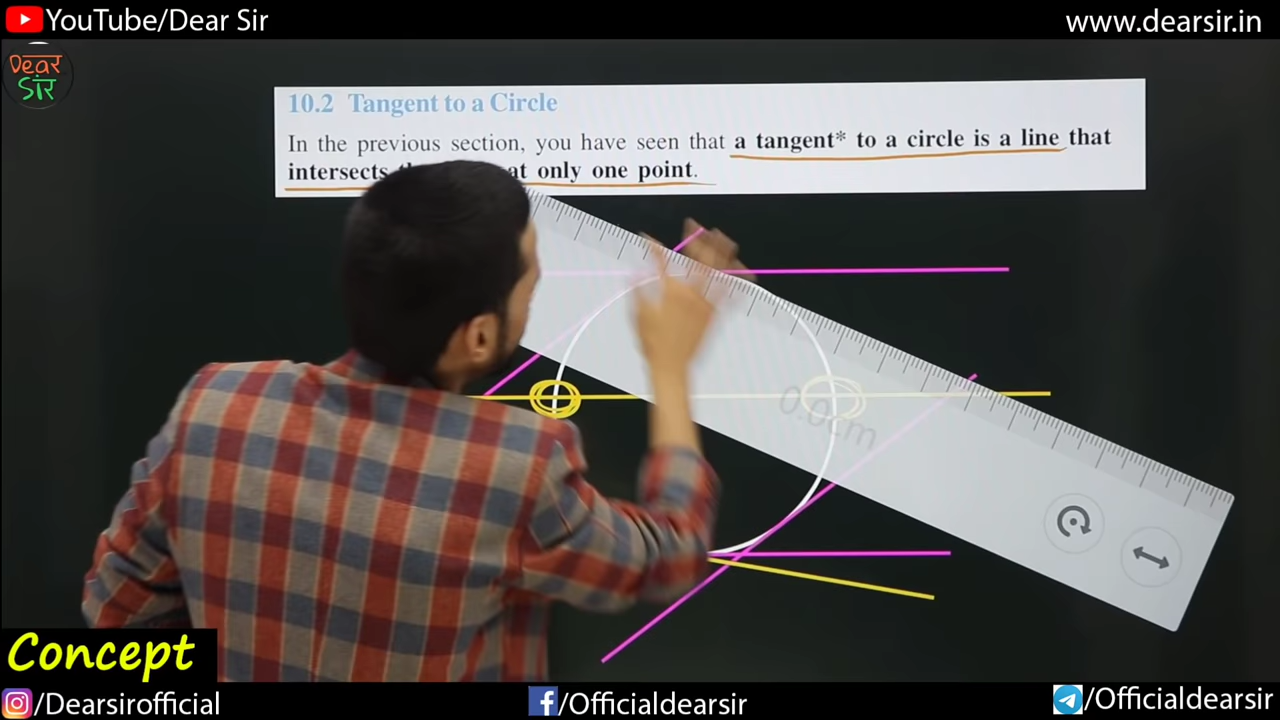 YouTube/Dear Sir
www.dearsir.in
Dear
Sिर
10.2 Tangent to a Circle
In the previous section, you have seen that a tangent* to a circle is a line that
intersects at only one point.
0.0cm
Concept
/Dearsirofficial
/Officialdearsir
/Officialdearsir